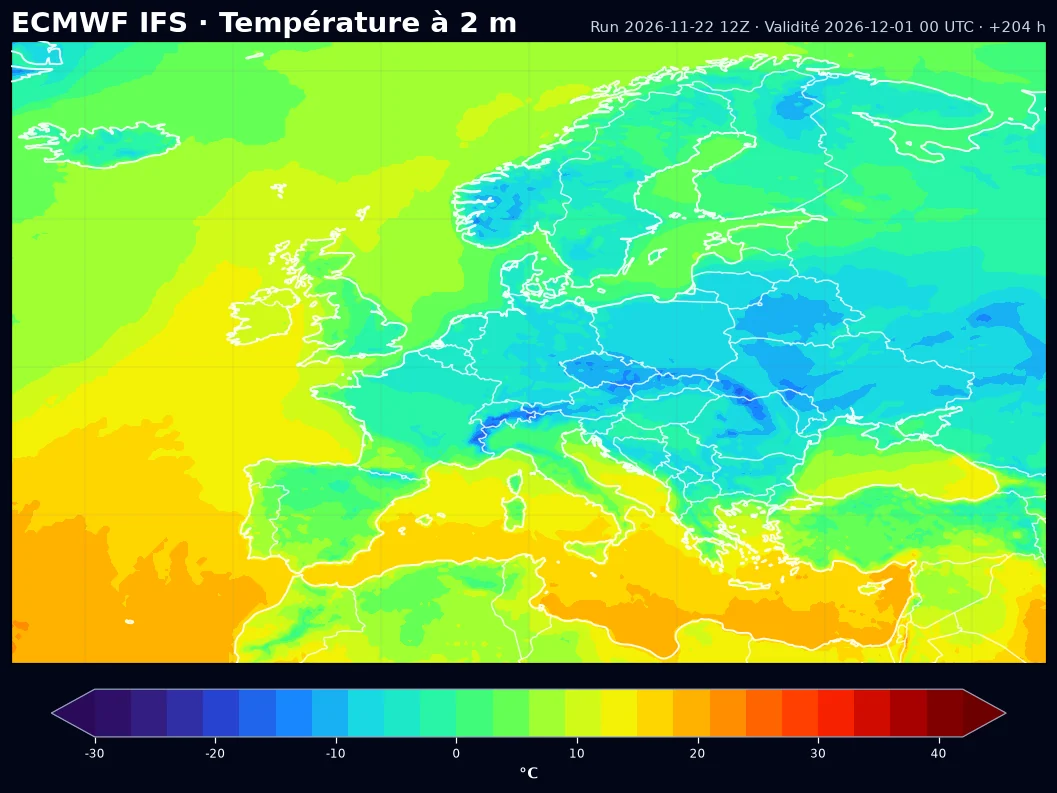 ECMWF IFS · Température à 2 m
Run 2026-11-22 12Z · Validité 2026-12-01 00 UTC · +204 h
-30 -20 -10 0 10 20 30 40
°C